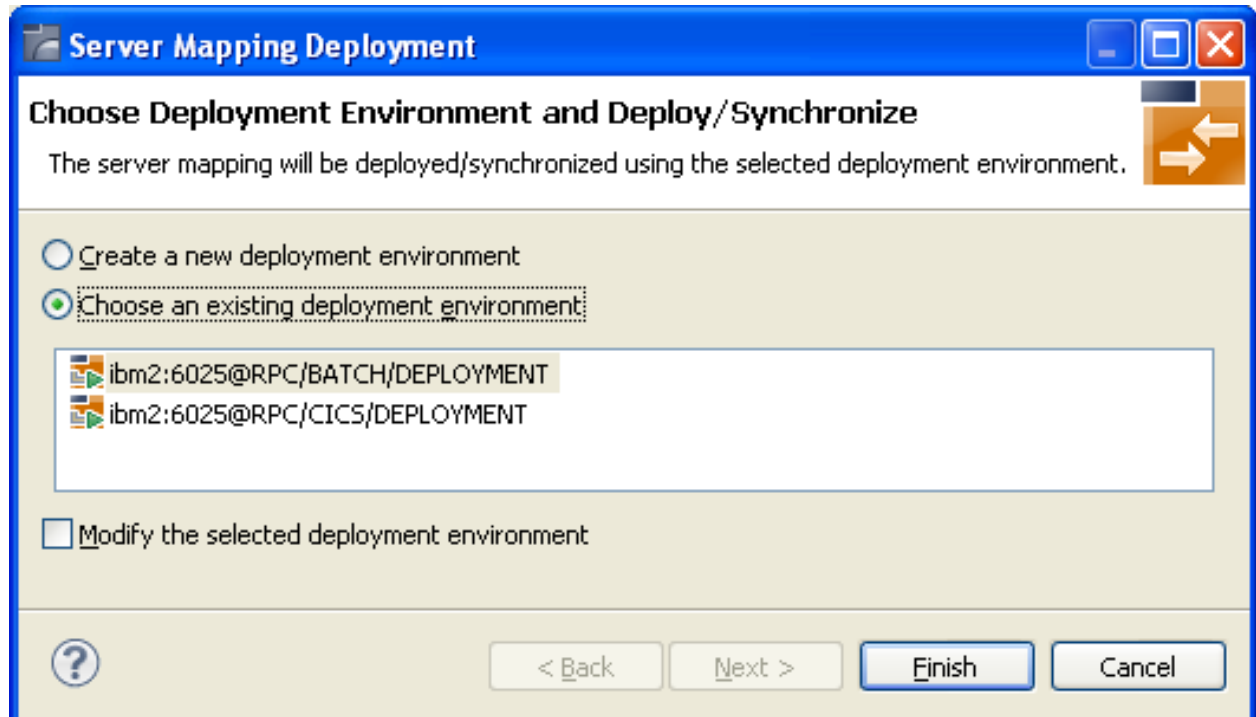 Server Mapping Deployment
Choose Deployment Environment and Deploy/Synchronize
The server mapping will be deployed/synchronized using the selected deployment environment.
Create a new deployment environment
Choose an existing deployment environment
ibm2:6025@RPC/BATCH/DEPLOYMENT
ibm2:6025@RPC/CICS/DEPLOYMENT
Modify the selected deployment environment
? < Back Next > Finish Cancel